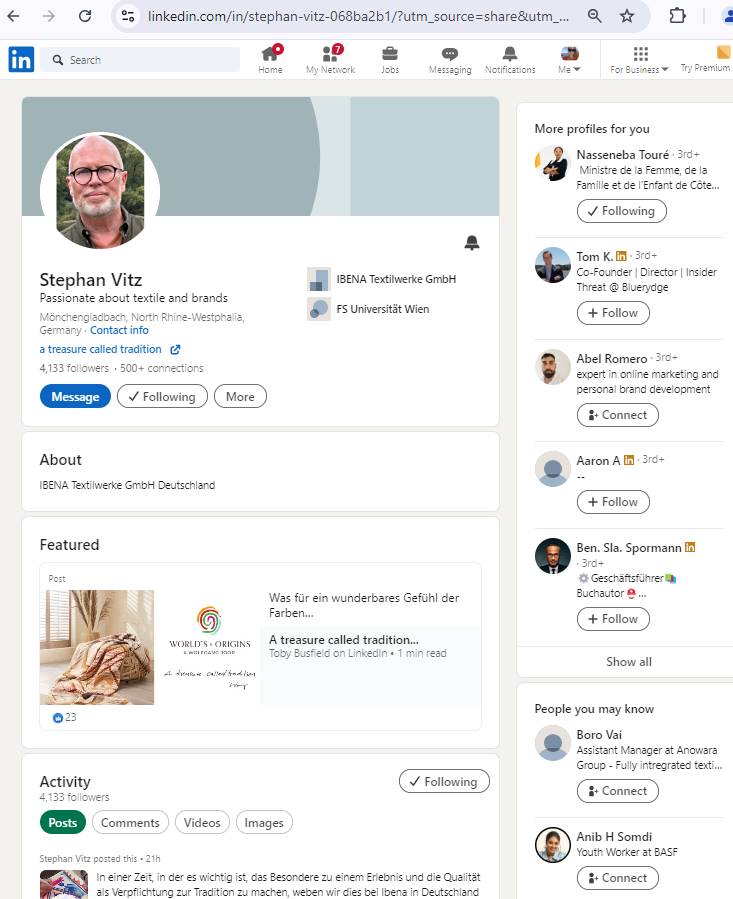 linkedin.com/in/stephan-vitz-068ba2b1/?utm_source=share&utm_...
in
Search
Home
7
My Network
Jobs
Messaging
Notifications
Me
For Business
Try Premium
Stephan Vitz
Passionate about textile and brands
Mönchengladbach, North Rhine-Westphalia,
Germany · Contact info
a treasure called tradition
4,133 followers · 500+ connections
Message
Following
More
IBENA Textilwerke GmbH
FS Universität Wien
About
IBENA Textilwerke GmbH Deutschland
Featured
Post
WORLD'S + ORIGINS
A treasure called tradition
Was für ein wunderbares Gefühl der
Farben...
A treasure called tradition...
Toby Busfield on LinkedIn • 1 min read
23
Activity
4,133 followers
Following
Posts
Comments
Videos
Images
Stephan Vitz posted this • 21h
In einer Zeit, in der es wichtig ist, das Besondere zu einem Erlebnis und die Qualität
als Verpflichtung zur Tradition zu machen, weben wir dies bei Ibena in Deutschland
More profiles for you
Nasseneba Touré · 3rd+
Ministre de la Femme, de la
Famille et de l'Enfant de Côte...
Following
Tom K. in · 3rd+
Co-Founder | Director | Insider
Threat @ Bluerydge
+ Follow
Abel Romero · 3rd+
expert in online marketing and
personal brand development
Connect
Aaron A in · 3rd+
--
+ Follow
Ben. Sla. Spormann in
· 3rd+
Geschäftsführer
Buchautor ...
+ Follow
Show all
People you may know
Boro Vai
Assistant Manager at Anowara
Group - Fully intregrated texti...
Connect
Anib H Somdi
Youth Worker at BASF
Connect